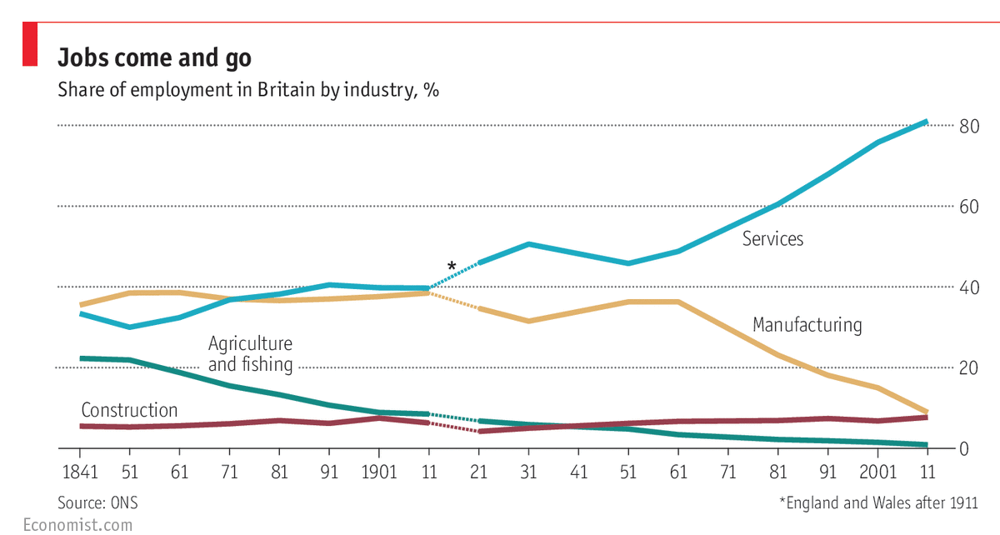 Jobs come and go
Share of employment in Britain by industry, %
80
60
Services
*
40
Manufacturing
Agriculture
and fishing
20
Construction
0
1841 51 61 71 81 91 1901 11 21 31 41 51 61 71 81 91 2001 11
Source: ONS
*England and Wales after 1911
Economist.com